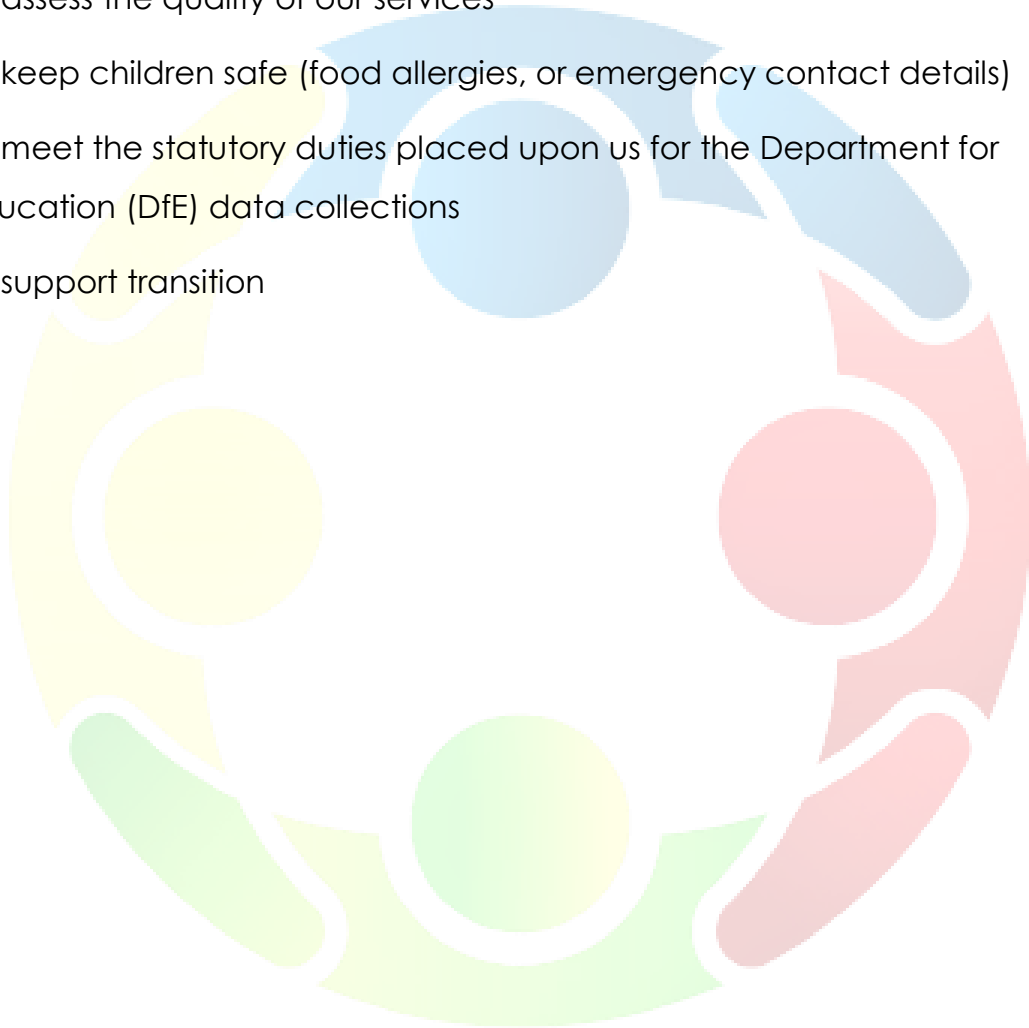 assess the quality of our services
keep children safe (food allergies, or emergency contact details)
meet the statutory duties placed upon us for the Department for
ucation (DfE) data collections
support transition